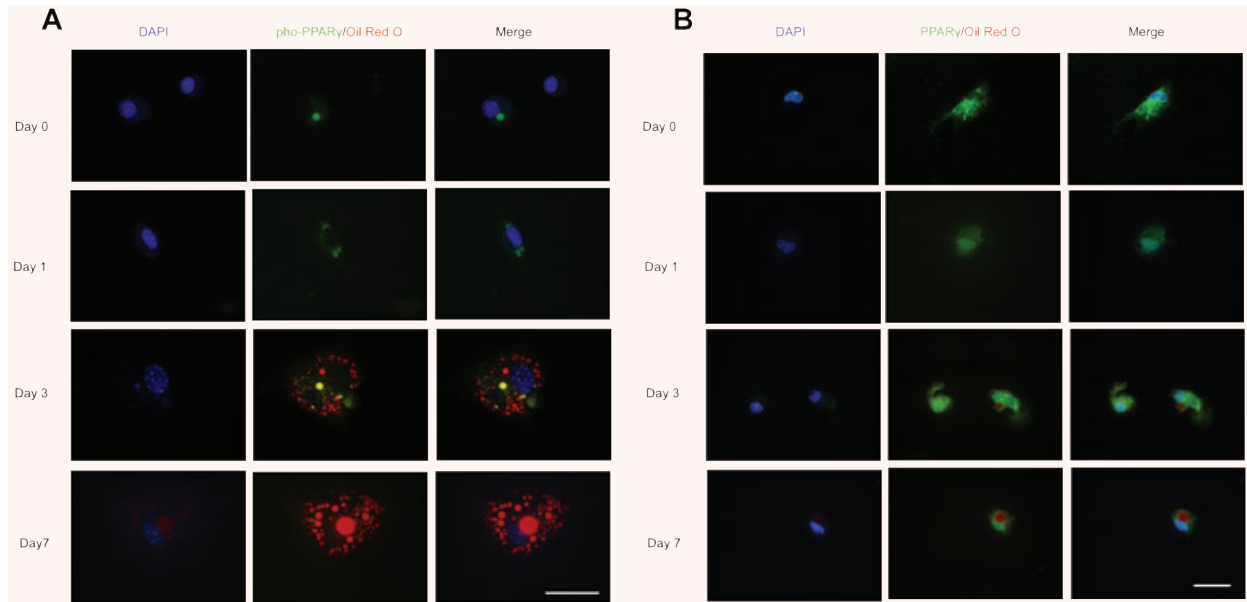 A
DAPI
pho-PPARγ/Oil Red O
Merge
Day 0
Day 1
Day 3
Day7
B
DAPI
PPARγ/Oil Red O
Merge
Day 0
Day 1
Day 3
Day 7